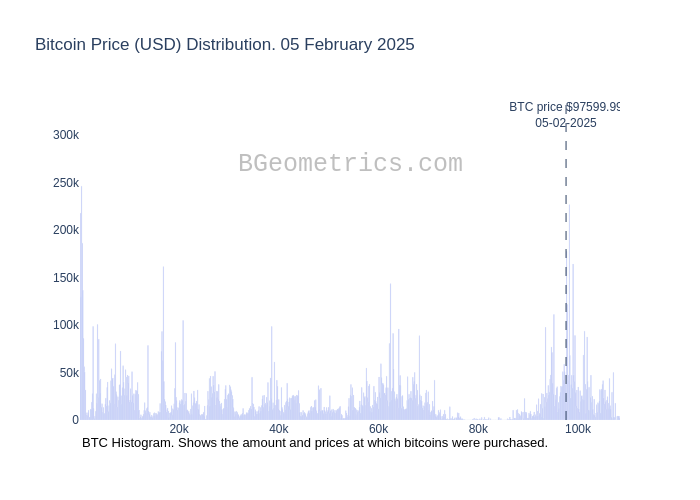 Bitcoin Price (USD) Distribution. 05 February 2025
BTC price $97599.99
05-02-2025
300k
BGeometrics.com
250k
200k
150k
100k
50k
0
20k 40k 60k 80k 100k
BTC Histogram. Shows the amount and prices at which bitcoins were purchased.